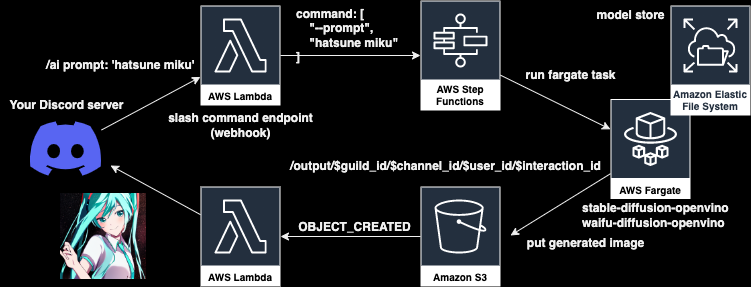 command: [
"--prompt",
"hatsune miku"
]
model store
/ai prompt: 'hatsune miku'
AWS Lambda
AWS Step
Functions
run fargate task
Amazon Elastic
File System
Your Discord server
slash command endpoint
(webhook)
/output/$guild_id/$channel_id/$user_id/$interaction_id
AWS Fargate
stable-diffusion-openvino
waifu-diffusion-openvino
OBJECT_CREATED
put generated image
AWS Lambda
Amazon S3